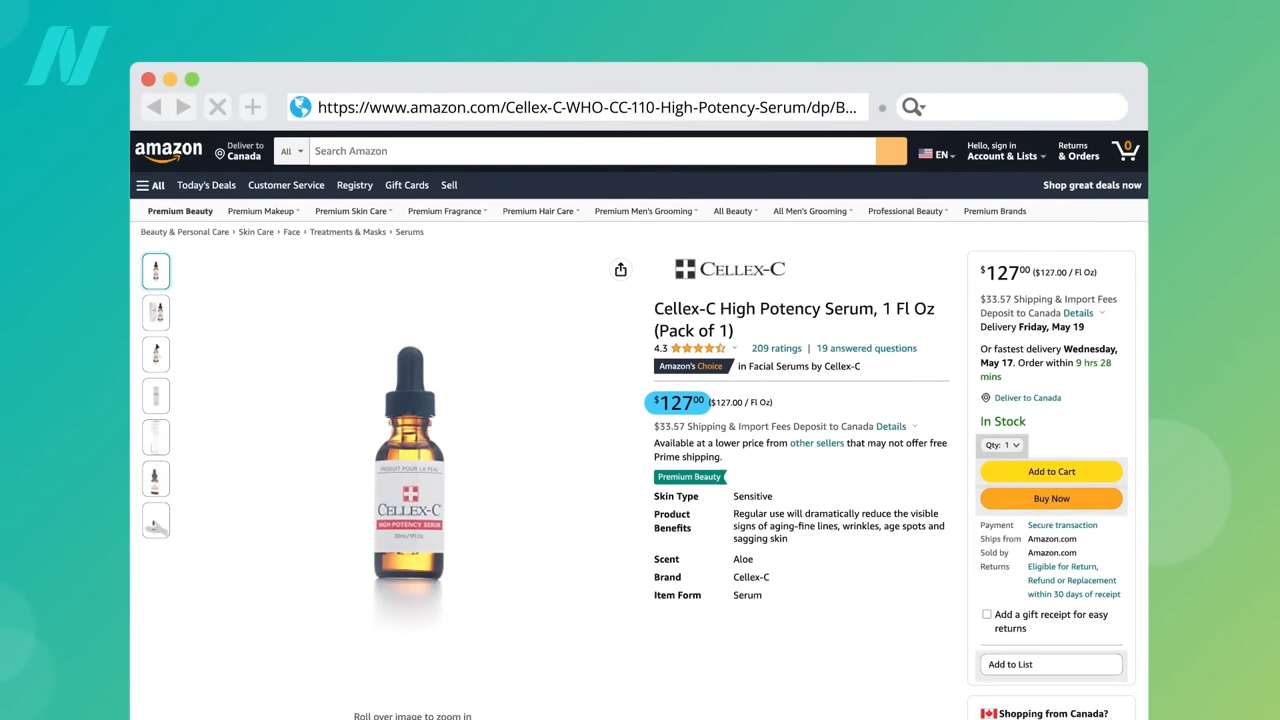 N
https://www.amazon.com/Cellex-C-WHO-CC-110-High-Potency-Serum/dp/B...
amazon
Deliver to
Canada
All
Search Amazon
EN
Hello, sign in
Account & Lists
Returns
& Orders
0
All
Today's Deals
Customer Service
Registry
Gift Cards
Sell
Shop great deals now
Premium Beauty
Premium Makeup
Premium Skin Care
Premium Fragrance
Premium Hair Care
Premium Men's Grooming
All Beauty
All Men's Grooming
Professional Beauty
Premium Brands
Beauty & Personal Care › Skin Care › Face › Treatments & Masks › Serums
CELLEX-C
Cellex-C High Potency Serum, 1 Fl Oz
(Pack of 1)
4.3
209 ratings | 19 answered questions
Amazon's Choice in Facial Serums by Cellex-C
$12700 ($127.00 / Fl Oz)
$33.57 Shipping & Import Fees Deposit to Canada Details
Available at a lower price from other sellers that may not offer free
Prime shipping.
Premium Beauty
Skin Type Sensitive
Product Benefits Regular use will dramatically reduce the visible
signs of aging-fine lines, wrinkles, age spots and
sagging skin
Scent Aloe
Brand Cellex-C
Item Form Serum
PRODUIT POUR LA PEAU
CELLEX-C
HIGH POTENCY SERUM
30ml/1Fl.Oz
Roll over image to zoom in
$12700 ($127.00 / Fl Oz)
$33.57 Shipping & Import Fees
Deposit to Canada Details
Delivery Friday, May 19
Or fastest delivery Wednesday,
May 17. Order within 9 hrs 28
mins
Deliver to Canada
In Stock
Qty: 1
Add to Cart
Buy Now
Payment Secure transaction
Ships from Amazon.com
Sold by Amazon.com
Returns Eligible for Return,
Refund or Replacement
within 30 days of receipt
Add a gift receipt for easy
returns
Add to List
Shopping from Canada?